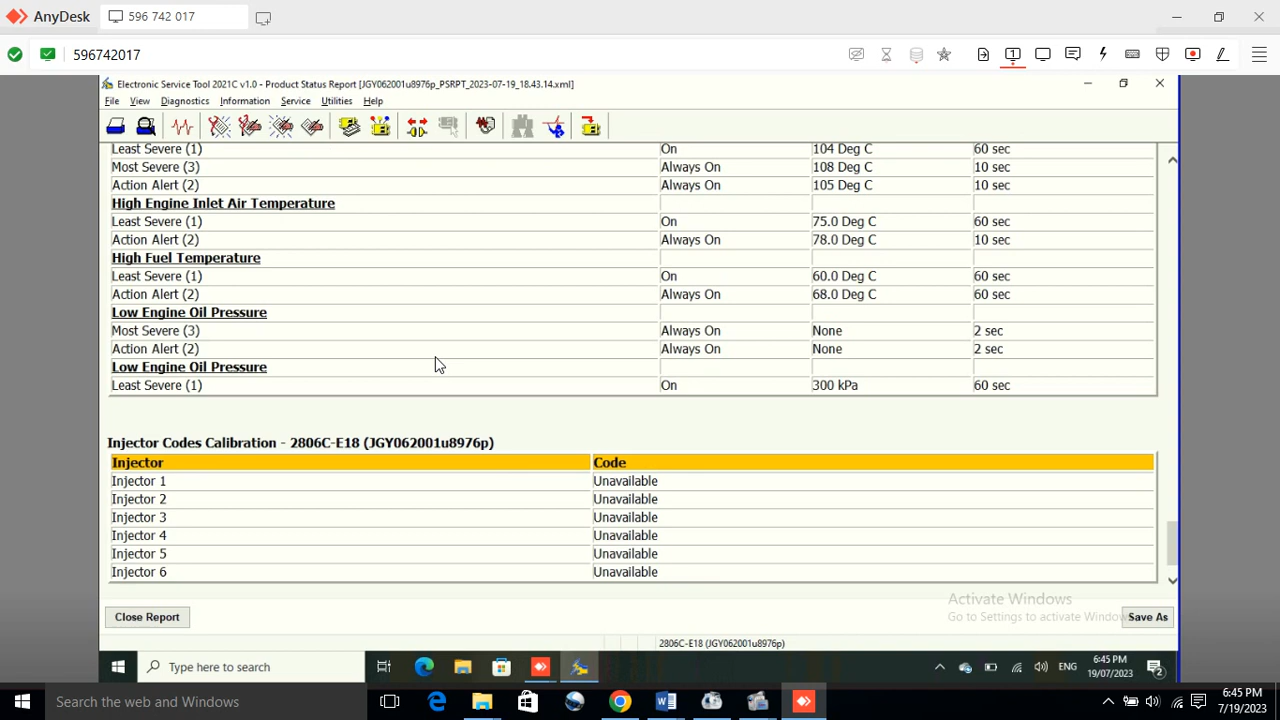 AnyDesk
596 742 017
596742017
Electronic Service Tool 2021C v1.0 - Product Status Report [JGY062001u8976p_PSRPT_2023-07-19_18.43.14.xml]
File View Diagnostics Information Service Utilities Help
Least Severe (1) On 104 Deg C 60 sec
Most Severe (3) Always On 108 Deg C 10 sec
Action Alert (2) Always On 105 Deg C 10 sec
High Engine Inlet Air Temperature
Least Severe (1) On 75.0 Deg C 60 sec
Action Alert (2) Always On 78.0 Deg C 10 sec
High Fuel Temperature
Least Severe (1) On 60.0 Deg C 60 sec
Action Alert (2) Always On 68.0 Deg C 60 sec
Low Engine Oil Pressure
Most Severe (3) Always On None 2 sec
Action Alert (2) Always On None 2 sec
Low Engine Oil Pressure
Least Severe (1) On 300 kPa 60 sec
Injector Codes Calibration - 2806C-E18 (JGY062001u8976p)
Injector Code
Injector 1 Unavailable
Injector 2 Unavailable
Injector 3 Unavailable
Injector 4 Unavailable
Injector 5 Unavailable
Injector 6 Unavailable
Activate Windows
Go to Settings to activate Windows
Close Report Save As
2806C-E18 (JGY062001u8976p)
Type here to search ENG 6:45 PM
19/07/2023 2
Search the web and Windows 6:45 PM
7/19/2023